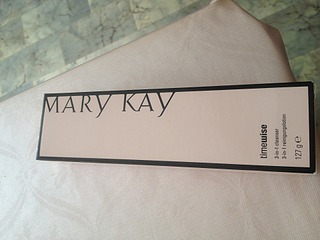 MARY KAY
timewise
3-in-1 cleanser
3-in-1 reinigungslotion
127 g e